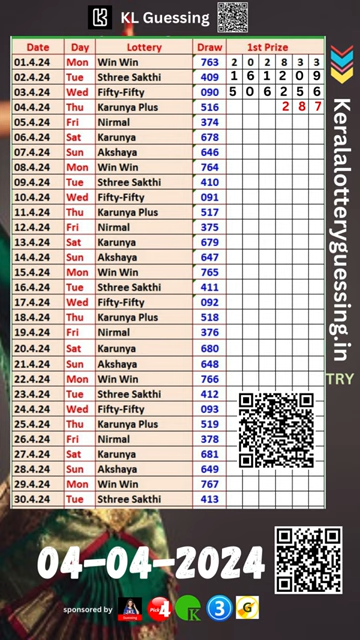 KL Guessing
Date Day Lottery Draw 1st Prize
01.4.24 Mon Win Win 763 2 0 2 8 3 3
02.4.24 Tue Sthree Sakthi 409 1 6 1 2 0 9
03.4.24 Wed Fifty-Fifty 090 5 0 6 2 5 6
04.4.24 Thu Karunya Plus 516 2 8 7
05.4.24 Fri Nirmal 374
06.4.24 Sat Karunya 678
07.4.24 Sun Akshaya 646
08.4.24 Mon Win Win 764
09.4.24 Tue Sthree Sakthi 410
10.4.24 Wed Fifty-Fifty 091
11.4.24 Thu Karunya Plus 517
12.4.24 Fri Nirmal 375
13.4.24 Sat Karunya 679
14.4.24 Sun Akshaya 647
15.4.24 Mon Win Win 765
16.4.24 Tue Sthree Sakthi 411
17.4.24 Wed Fifty-Fifty 092
18.4.24 Thu Karunya Plus 518
19.4.24 Fri Nirmal 376
20.4.24 Sat Karunya 680
21.4.24 Sun Akshaya 648
22.4.24 Mon Win Win 766
23.4.24 Tue Sthree Sakthi 412
24.4.24 Wed Fifty-Fifty 093
25.4.24 Thu Karunya Plus 519
26.4.24 Fri Nirmal 378
27.4.24 Sat Karunya 681
28.4.24 Sun Akshaya 649
29.4.24 Mon Win Win 767
30.4.24 Tue Sthree Sakthi 413
Keralalotteryguessing.in
TRY
04-04-2024
sponsored by
Pick 4
K
3
G